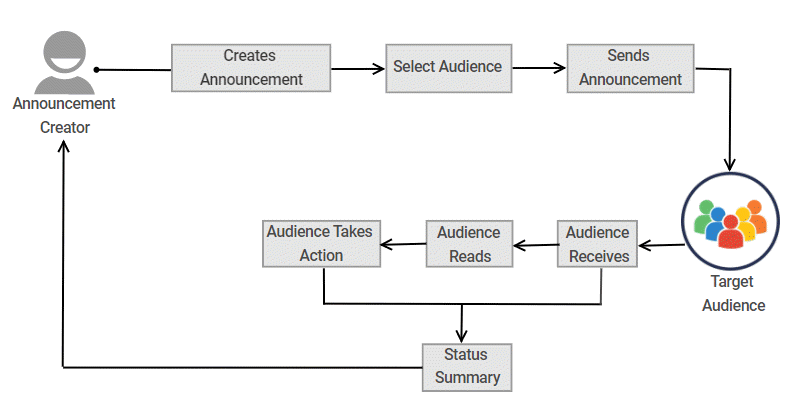 Announcement
Creator
Creates
Announcement
Select Audience
Sends
Announcement
Target
Audience
Audience
Receives
Audience
Reads
Audience Takes
Action
Status
Summary